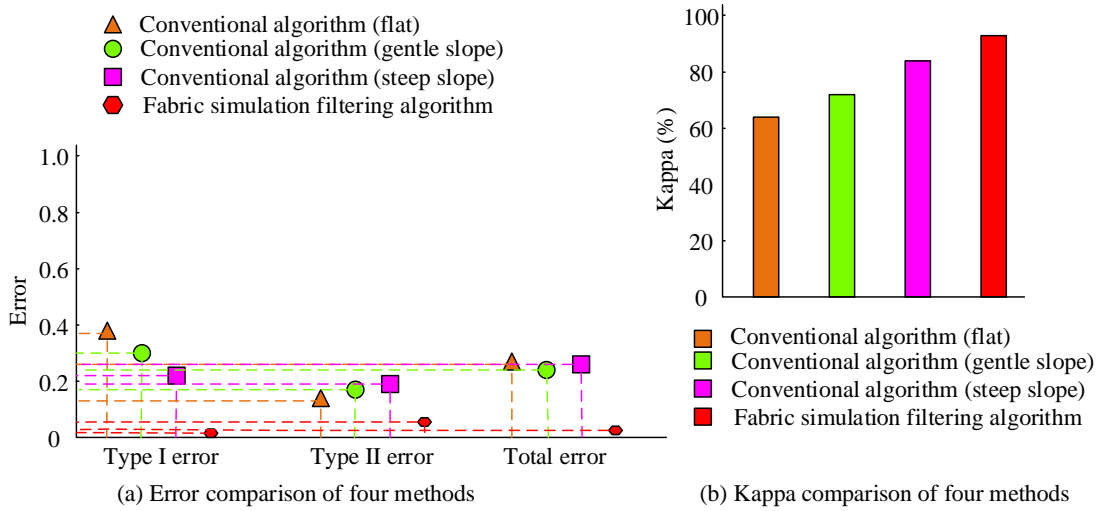 Conventional algorithm (flat)
Conventional algorithm (gentle slope)
Conventional algorithm (steep slope)
Fabric simulation filtering algorithm
1.0
0.8
0.6
0.4
0.2
0
Error
Type I error
Type II error
Total error
(a) Error comparison of four methods
100
80
60
40
20
0
Kappa (%)
Conventional algorithm (flat)
Conventional algorithm (gentle slope)
Conventional algorithm (steep slope)
Fabric simulation filtering algorithm
(b) Kappa comparison of four methods